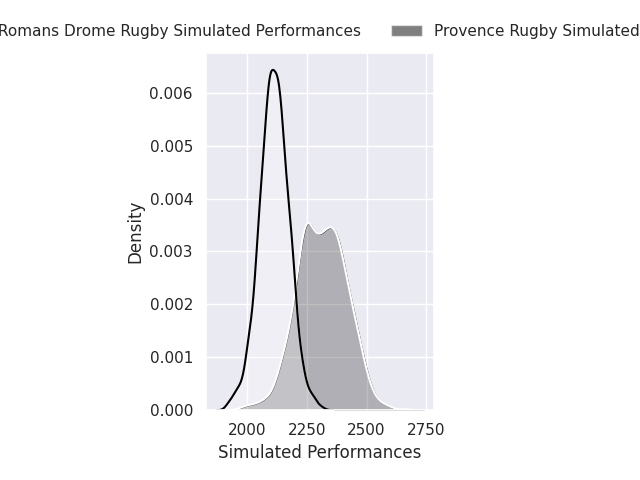 Romans Drome Rugby Simulated Performances
Provence Rugby Simulated
0.006
0.005
0.004
0.003
0.002
0.001
0.000
Density
2000 2250 2500 2750
Simulated Performances